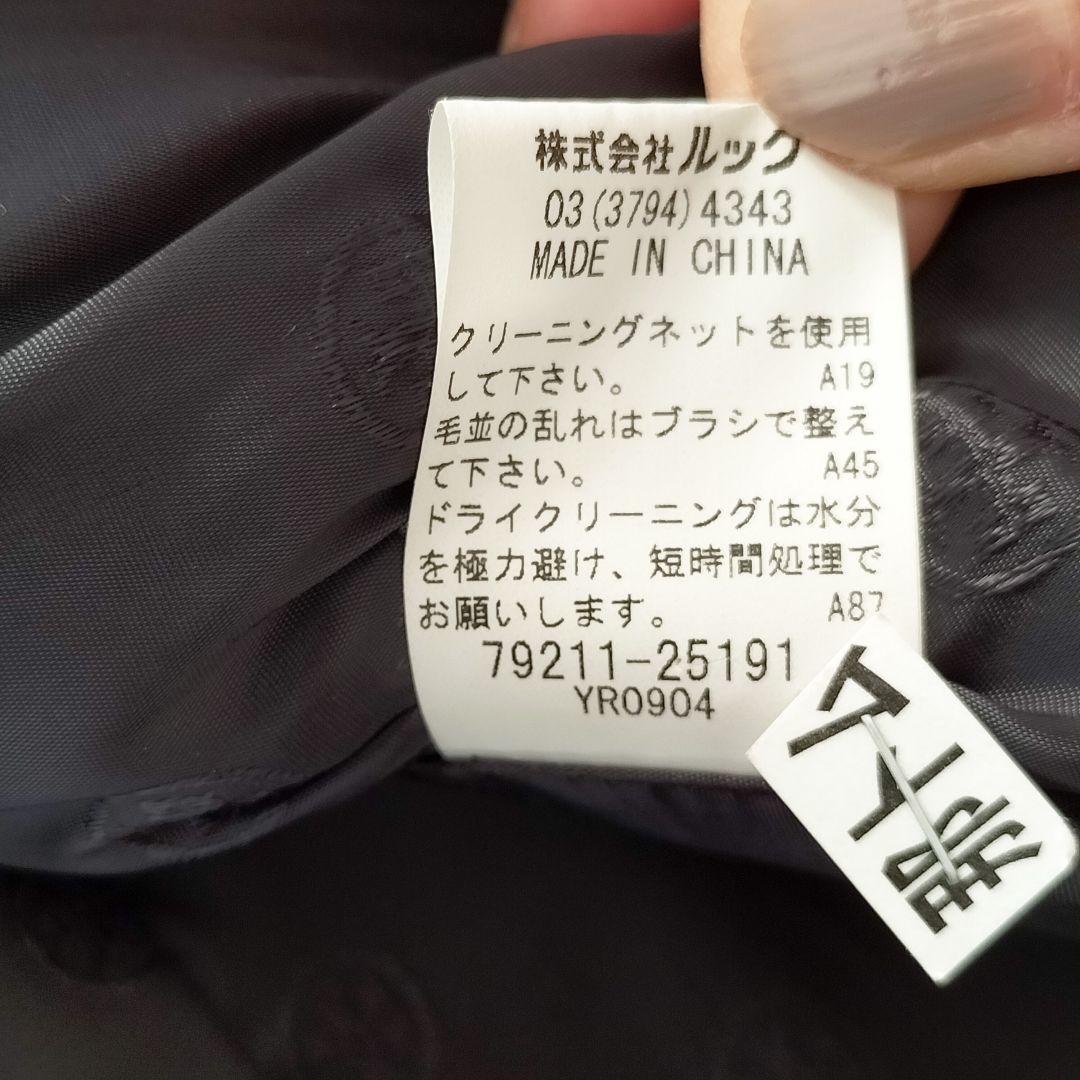 株式会社ルック
03(3794)4343
MADE IN CHINA
クリーニングネットを使用
して下さい。 A19
毛並の乱れはブラシで整え
て下さい。 A45
ドライクリーニングは水分
を極力避け、短時間処理で
お願いします。 A87
79211-25191
YR0904